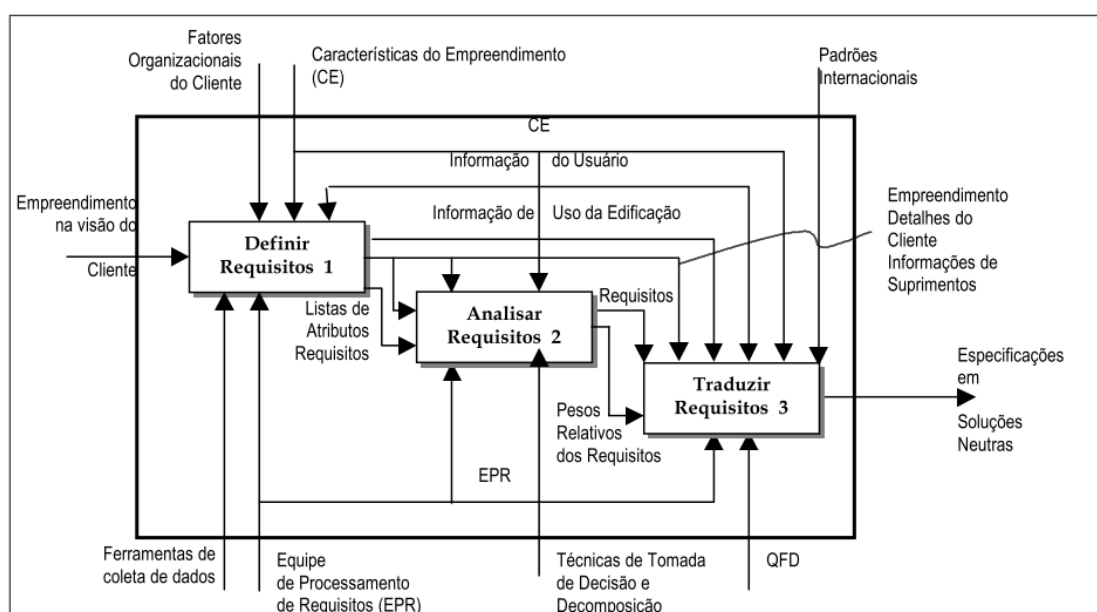 Fatores
Organizacionais
do Cliente
Características do Empreendimento
(CE)
Padrões
Internacionais
CE
Informação do Usuário
Empreendimento
na visão do
Cliente
Informação de Uso da Edificação
Empreendimento
Detalhes do
Cliente
Informações de
Suprimentos
Definir
Requisitos 1
Listas de
Atributos
Requisitos
Analisar
Requisitos 2
Requisitos
Traduzir
Requisitos 3
Especificações
em
Soluções
Neutras
Pesos
Relativos
dos Requisitos
EPR
Ferramentas de
coleta de dados
Equipe
de Processamento
de Requisitos (EPR)
Técnicas de Tomada
de Decisão e
Decomposição
QFD